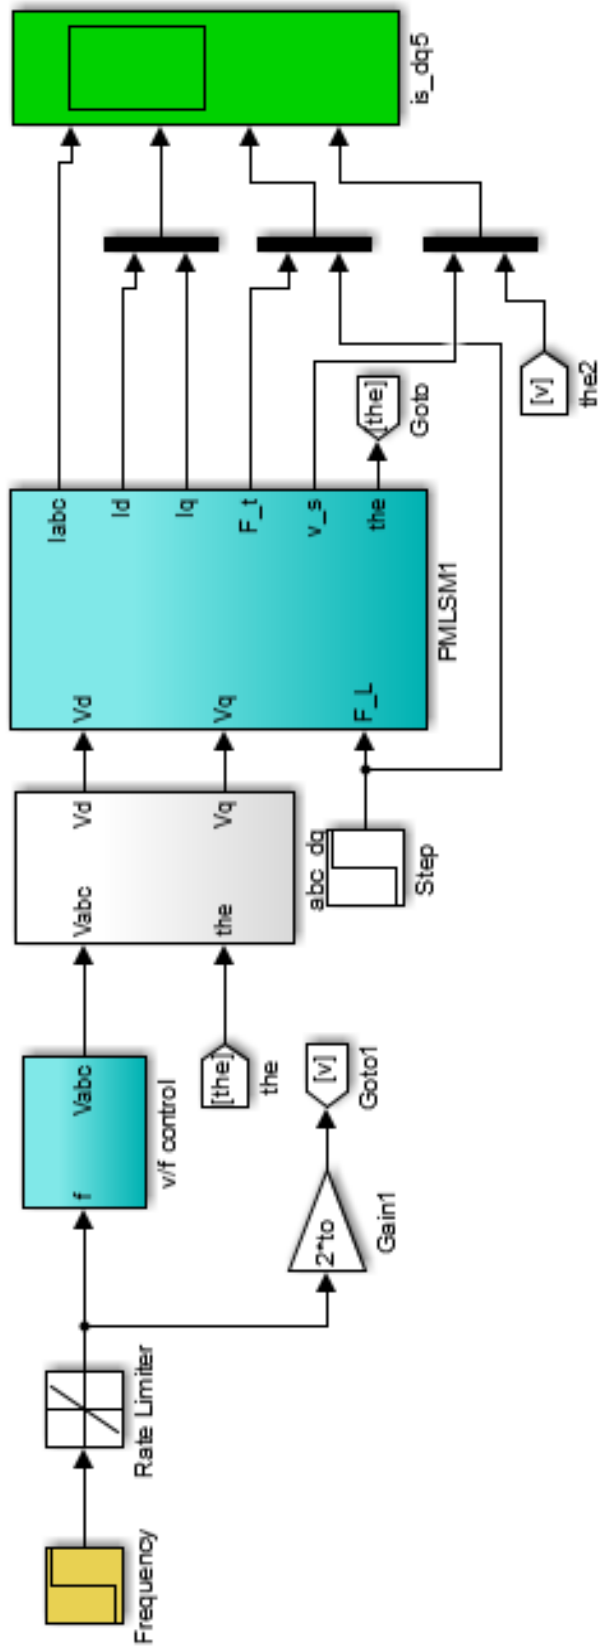 Frequency
Rate Limiter
f
Vabc
v/f control
2*to
Gain1
[v]
Goto1
[the]
the
Vabc
the
Vd
Vq
abc_dq
Step
Vd
Vq
F_L
Iabc
Id
Iq
F_t
v_s
the
PMLSM1
[the]
Goto
[v]
the2
is_dq5